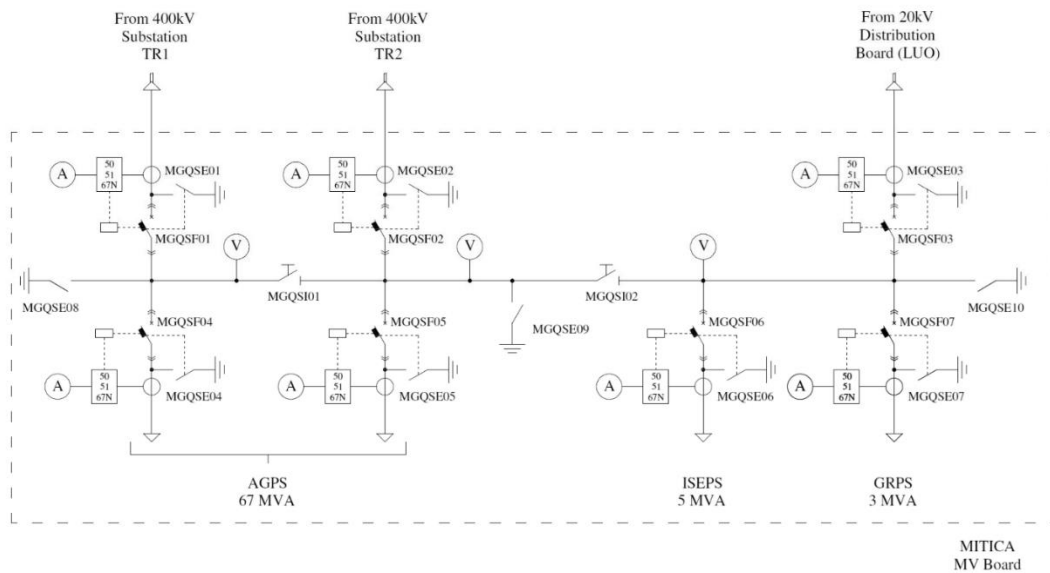 From 400kV
Substation
TR1
From 400kV
Substation
TR2
From 20kV
Distribution
Board (LUO)
A
50
51
67N
MGQSE01
A
50
51
67N
MGQSE02
A
50
51
67N
MGQSE03
MGQSF01
MGQSF02
MGQSF03
V
V
V
MGQSE08
MGQSI01
MGQSI02
MGQSE10
MGQSE09
MGQSF04
MGQSF05
MGQSF06
MGQSF07
A
50
51
67N
MGQSE04
A
50
51
67N
MGQSE05
A
50
51
67N
MGQSE06
A
50
51
67N
MGQSE07
AGPS
67 MVA
ISEPS
5 MVA
GRPS
3 MVA
MITICA
MV Board